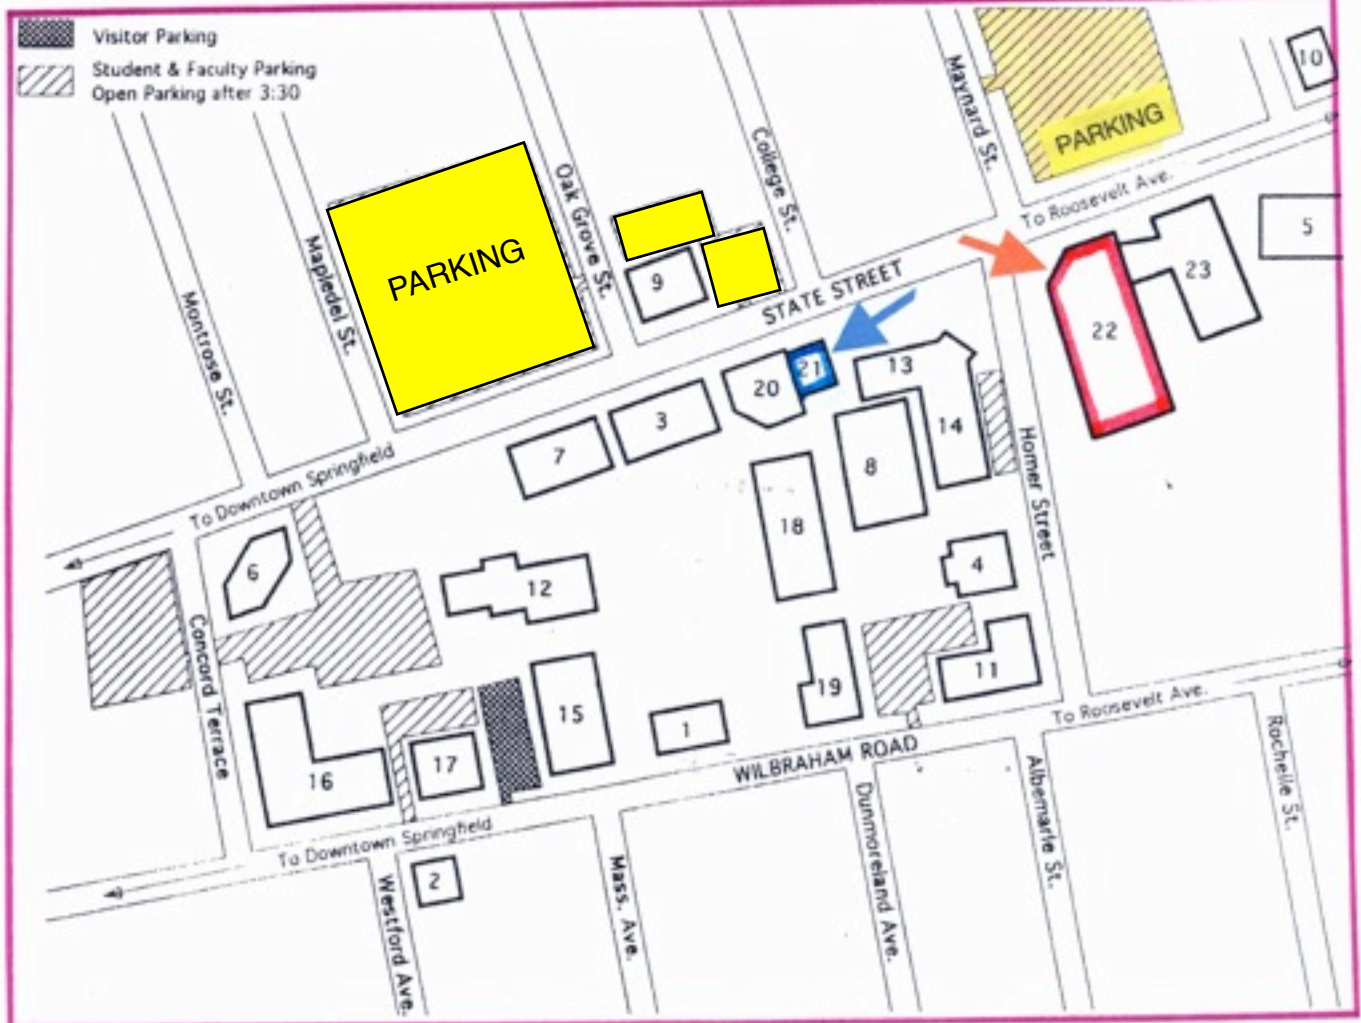 Visitor Parking
Student & Faculty Parking
Open Parking after 3:30
10
Maynard St.
PARKING
College St.
Oak Grove St.
To Roosevelt Ave.
5
PARKING
Mapledel St.
9
STATE STREET
23
22
Montrose St.
21
20
13
3
14
7
8
Homer Street
To Downtown Springfield
18
6
12
4
Concord Terrace
19
11
15
1
To Roosevelt Ave.
17
16
WILBRAHAM ROAD
Rochelle St.
To Downtown Springfield
Albemarle St.
Dunmoreland Ave.
2
Mass. Ave.
Westford Ave.